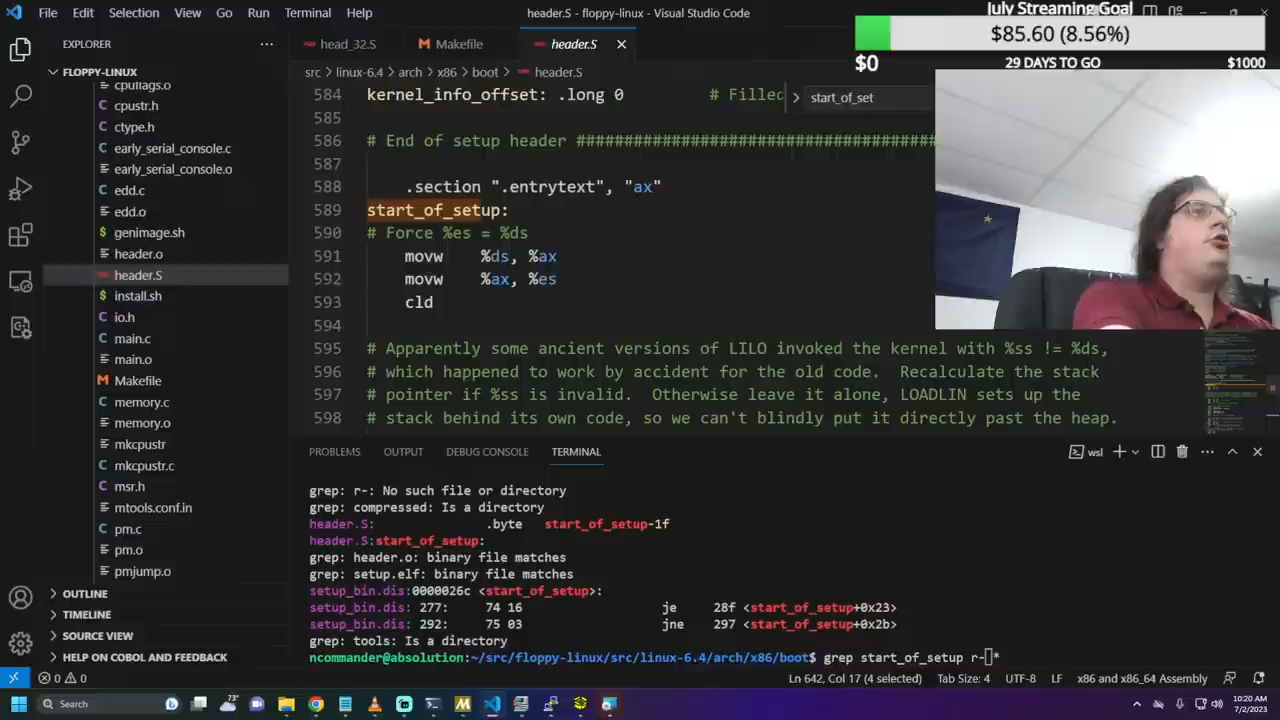 File Edit Selection View Go Run Terminal Help
header.S - floppy-linux - Visual Studio Code
July Streaming Goal
$85.60 (8.56%)
$0 29 DAYS TO GO $1000
EXPLORER
FLOPPY-LINUX
cpuflags.o
cpustr.h
ctype.h
early_serial_console.c
early_serial_console.o
edd.c
edd.o
genimage.sh
header.o
header.S
install.sh
io.h
main.c
main.o
Makefile
memory.c
memory.o
mkcpustr
mkcpustr.c
msr.h
mtools.conf.in
pm.c
pm.o
pmjump.o
OUTLINE
TIMELINE
SOURCE VIEW
HELP ON COBOL AND FEEDBACK
head_32.S Makefile header.S
src > linux-6.4 > arch > x86 > boot > header.S
start_of_set
584 kernel_info_offset: .long 0 # Filled
585
586 # End of setup header ########################################
587
588 .section ".entrytext", "ax"
589 start_of_setup:
590 # Force %es = %ds
591 movw %ds, %ax
592 movw %ax, %es
593 cld
594
595 # Apparently some ancient versions of LILO invoked the kernel with %ss != %ds,
596 # which happened to work by accident for the old code. Recalculate the stack
597 # pointer if %ss is invalid. Otherwise leave it alone, LOADLIN sets up the
598 # stack behind its own code, so we can't blindly put it directly past the heap.
PROBLEMS OUTPUT DEBUG CONSOLE TERMINAL
wsl
grep: r-: No such file or directory
grep: compressed: Is a directory
header.S: .byte start_of_setup-1f
header.S:start_of_setup:
grep: header.o: binary file matches
grep: setup.elf: binary file matches
setup_bin.dis:0000026c <start_of_setup>:
setup_bin.dis: 277: 74 16 je 28f <start_of_setup+0x23>
setup_bin.dis: 292: 75 03 jne 297 <start_of_setup+0x2b>
grep: tools: Is a directory
ncommander@absolution:~/src/floppy-linux/src/linux-6.4/arch/x86/boot$ grep start_of_setup r- *
0 0
Ln 642, Col 17 (4 selected) Tab Size: 4 UTF-8 LF x86 and x86_64 Assembly
Search
73°
10:20 AM
7/2/2023